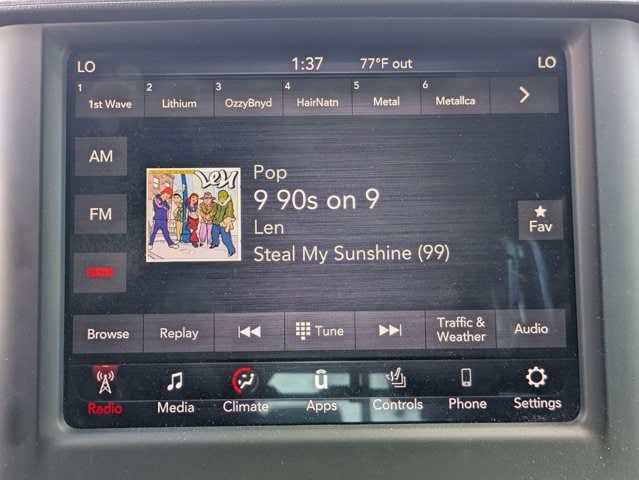 LO 1:37 77°F out LO
1 1st Wave 2 Lithium 3 OzzyBnyd 4 HairNatn 5 Metal 6 Metallca
AM
FM
Len
Pop
9 90s on 9
Len
Steal My Sunshine (99)
Fav
Browse Replay Tune Traffic & Weather Audio
Radio Media Climate Apps Controls Phone Settings